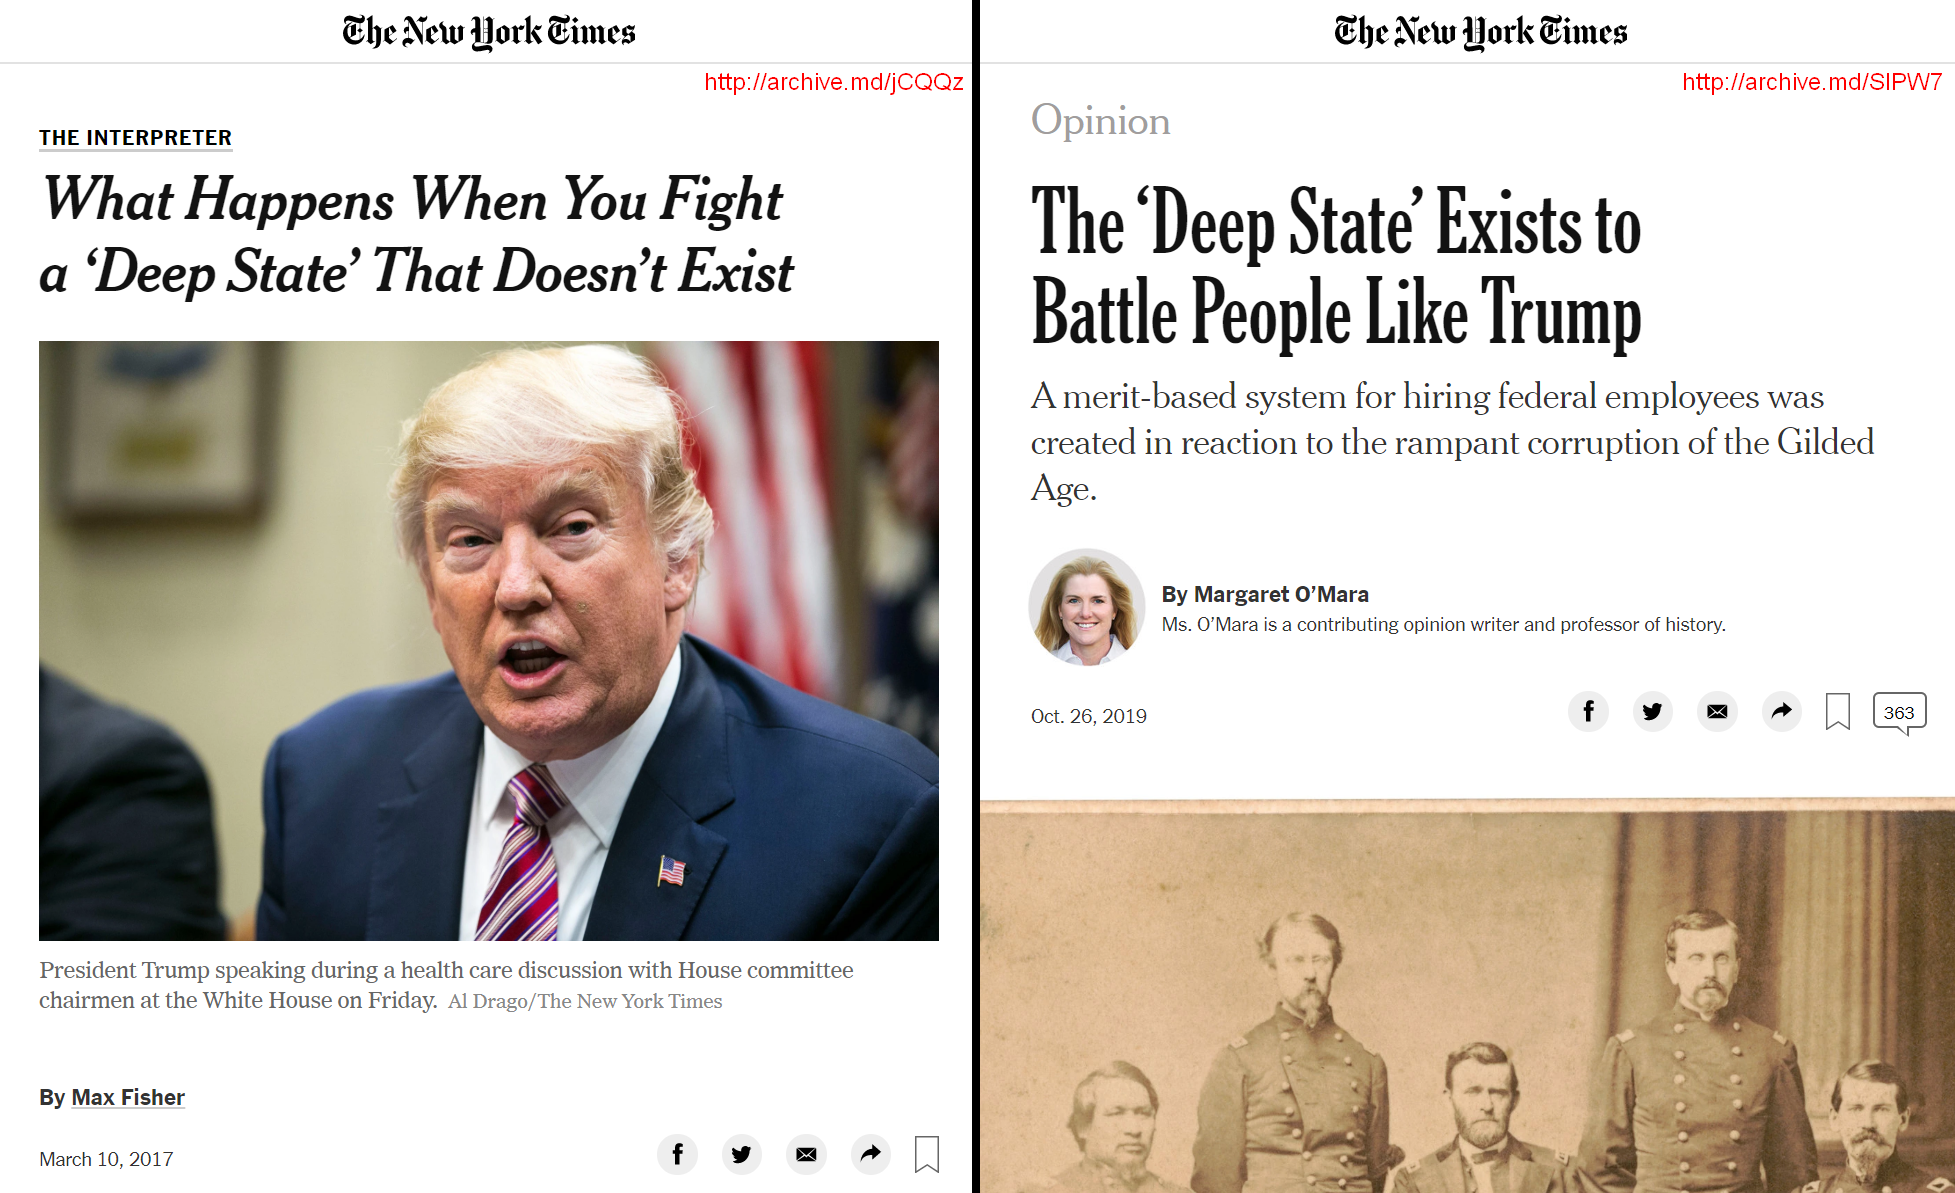 The New York Times
http://archive.md/jCQQz
THE INTERPRETER
What Happens When You Fight
a ‘Deep State’ That Doesn’t Exist
President Trump speaking during a health care discussion with House committee
chairmen at the White House on Friday. Al Drago/The New York Times
By Max Fisher
March 10, 2017
The New York Times
http://archive.md/SIPW7
Opinion
The ‘Deep State’ Exists to
Battle People Like Trump
A merit-based system for hiring federal employees was
created in reaction to the rampant corruption of the Gilded
Age.
By Margaret O’Mara
Ms. O’Mara is a contributing opinion writer and professor of history.
Oct. 26, 2019
363